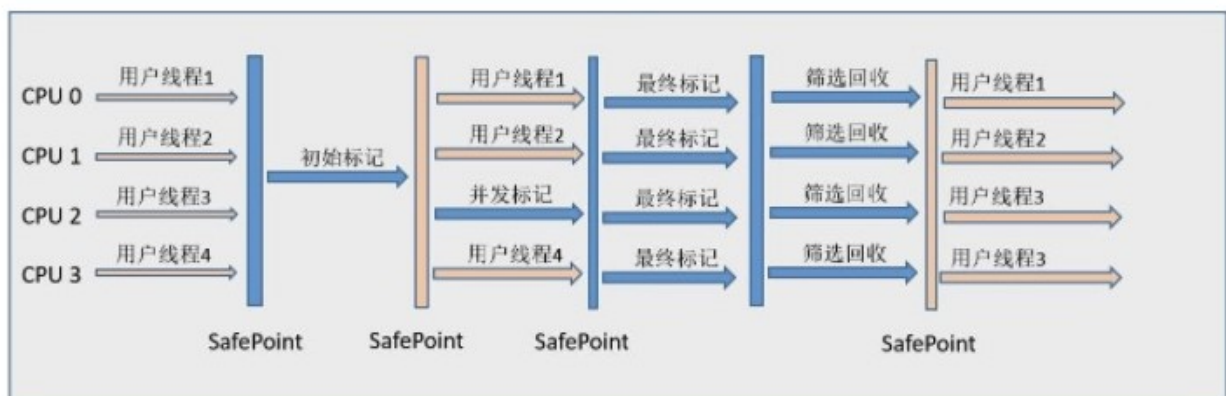 CPU 0
用户线程1
用户线程1
最终标记
筛选回收
用户线程1
CPU 1
用户线程2
初始标记
用户线程2
最终标记
筛选回收
用户线程2
CPU 2
用户线程3
并发标记
最终标记
筛选回收
用户线程3
CPU 3
用户线程4
用户线程4
最终标记
筛选回收
用户线程3
SafePoint
SafePoint
SafePoint
SafePoint